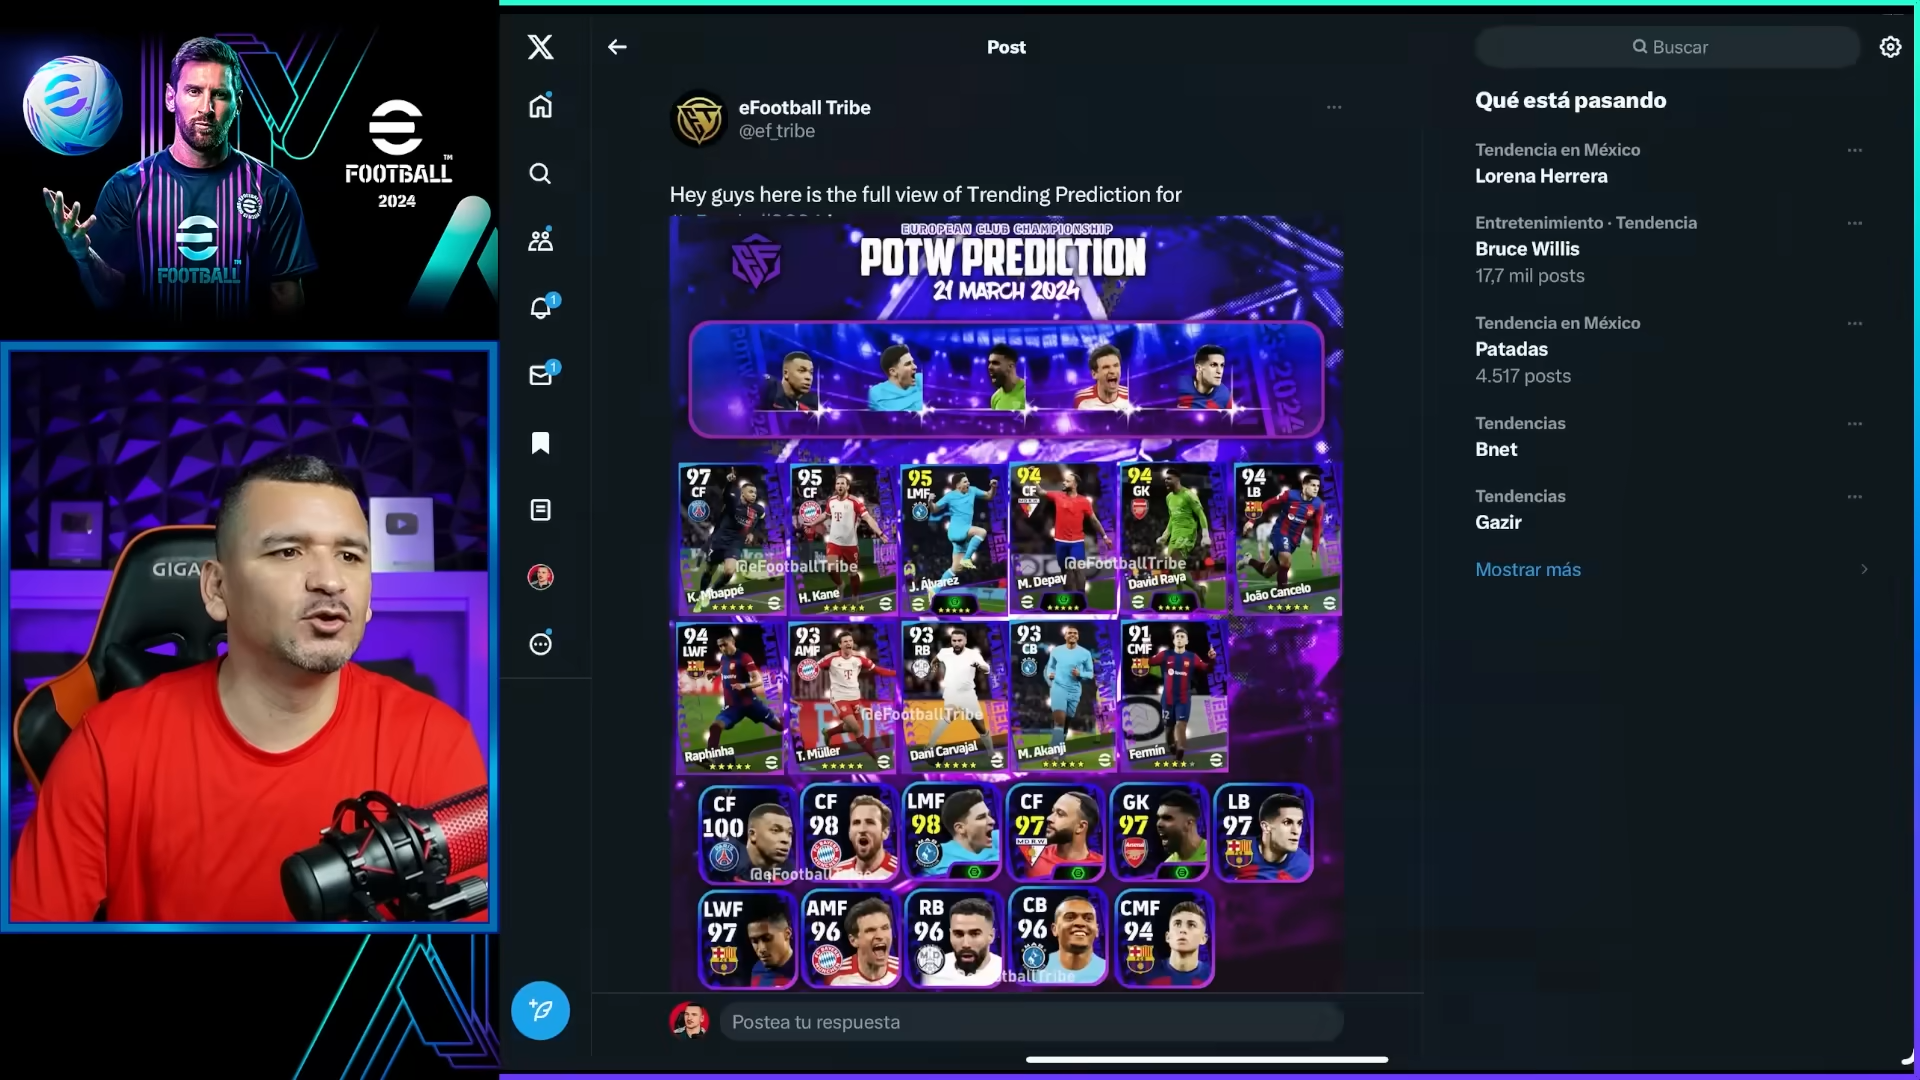 FOOTBALL™
2024
FOOTBALL
GIGA
Post
Buscar
eFootball Tribe
@ef_tribe
Hey guys here is the full view of Trending Prediction for
EUROPEAN CLUB CHAMPIONSHIP
POTW PREDICTION
21 MARCH 2024
97 CF K. Mbappé
95 CF H. Kane
95 LMF J. Álvarez
94 CF M. Depay
94 GK David Raya
94 LB João Cancelo
@eFootballTribe
@eFootballTribe
94 LWF Raphinha
93 AMF T. Müller
93 RB Dani Carvajal
93 CB M. Akanji
91 CMF Fermín
@eFootballTribe
CF 100
CF 98
LMF 98
CF 97
GK 97
LB 97
LWF 97
AMF 96
RB 96
CB 96
CMF 94
Postea tu respuesta
1
1
Qué está pasando
Tendencia en México
Lorena Herrera
Entretenimiento · Tendencia
Bruce Willis
17,7 mil posts
Tendencia en México
Patadas
4.517 posts
Tendencias
Bnet
Tendencias
Gazir
Mostrar más